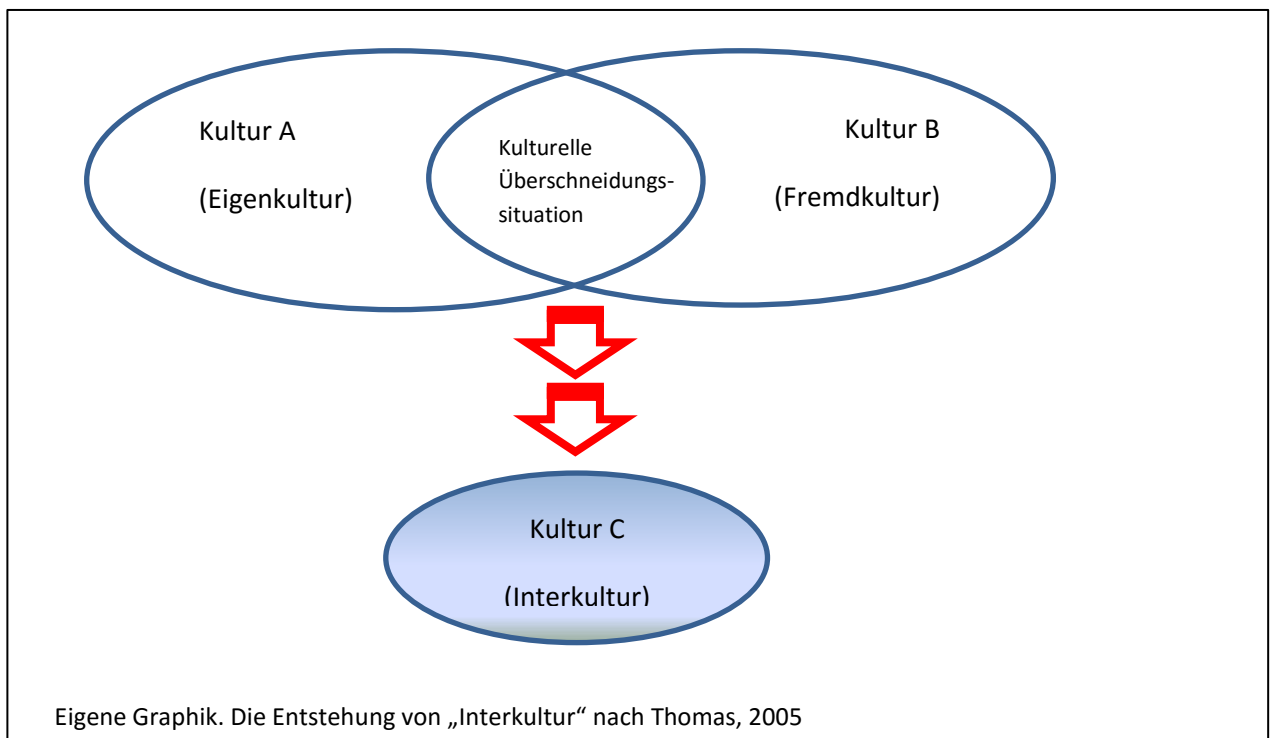 Kultur A
(Eigenkultur)
Kulturelle
Überschneidungs-
situation
Kultur B
(Fremdkultur)
Kultur C
(Interkultur)
Eigene Graphik. Die Entstehung von „Interkultur“ nach Thomas, 2005